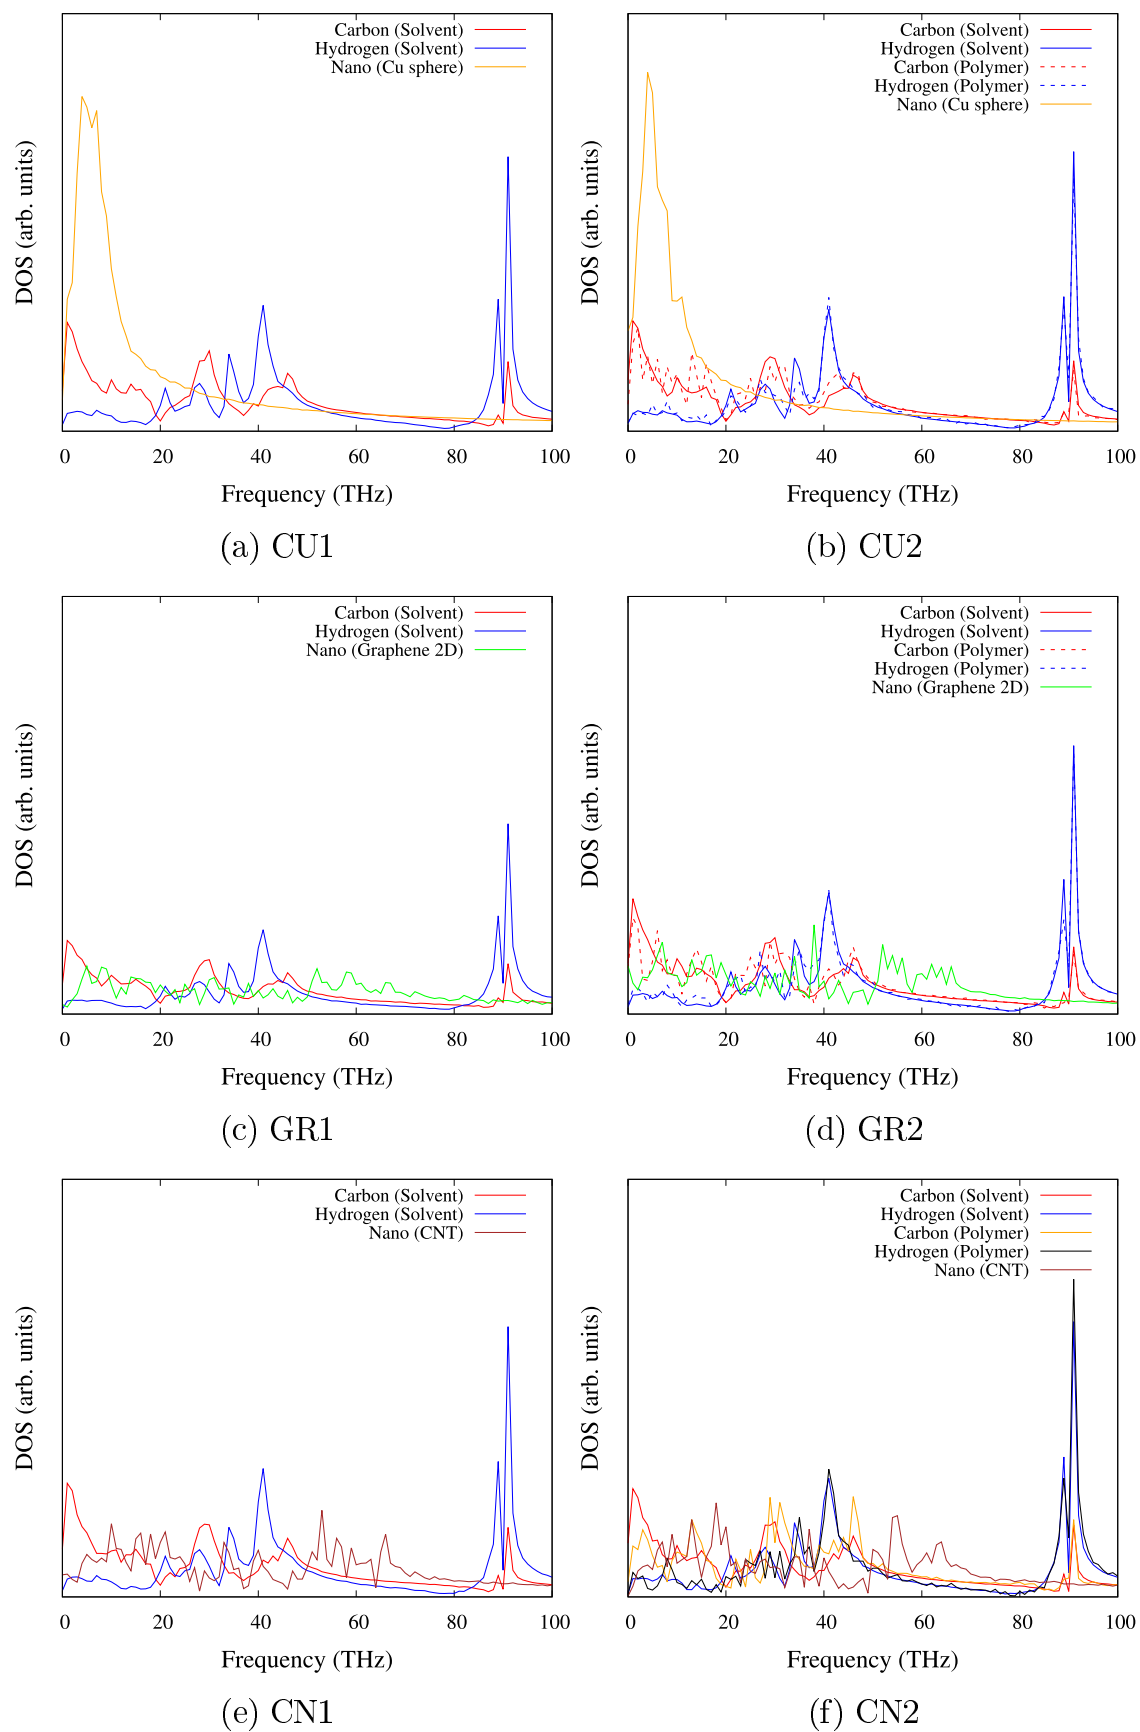 Carbon (Solvent)
Hydrogen (Solvent)
Nano (Cu sphere)
DOS (arb. units)
0 20 40 60 80 100
Frequency (THz)
(a) CU1
Carbon (Solvent)
Hydrogen (Solvent)
Carbon (Polymer)
Hydrogen (Polymer)
Nano (Cu sphere)
DOS (arb. units)
0 20 40 60 80 100
Frequency (THz)
(b) CU2
Carbon (Solvent)
Hydrogen (Solvent)
Nano (Graphene 2D)
DOS (arb. units)
0 20 40 60 80 100
Frequency (THz)
(c) GR1
Carbon (Solvent)
Hydrogen (Solvent)
Carbon (Polymer)
Hydrogen (Polymer)
Nano (Graphene 2D)
DOS (arb. units)
0 20 40 60 80 100
Frequency (THz)
(d) GR2
Carbon (Solvent)
Hydrogen (Solvent)
Nano (CNT)
DOS (arb. units)
0 20 40 60 80 100
Frequency (THz)
(e) CN1
Carbon (Solvent)
Hydrogen (Solvent)
Carbon (Polymer)
Hydrogen (Polymer)
Nano (CNT)
DOS (arb. units)
0 20 40 60 80 100
Frequency (THz)
(f) CN2